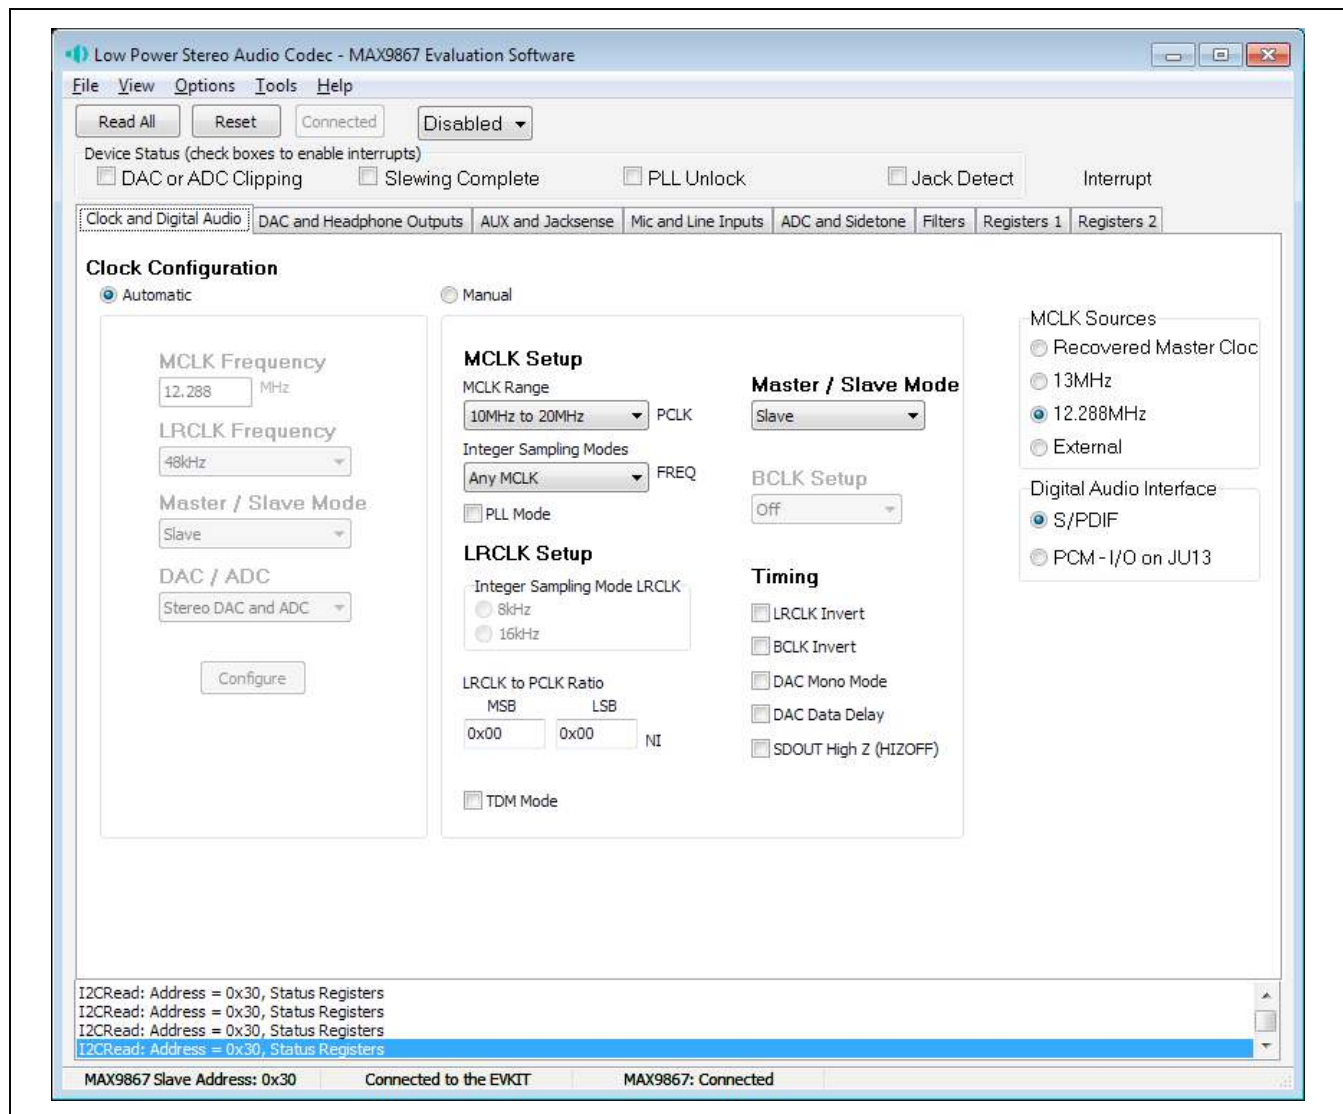 Low Power Stereo Audio Codec - MAX9867 Evaluation Software
File View Options Tools Help
Read All Reset Connected Disabled
Device Status (check boxes to enable interrupts)
DAC or ADC Clipping Slewing Complete PLL Unlock Jack Detect Interrupt
Clock and Digital Audio DAC and Headphone Outputs AUX and Jacksense Mic and Line Inputs ADC and Sidetone Filters Registers 1 Registers 2
Clock Configuration
Automatic Manual
MCLK Frequency
12.288 MHz
LRCLK Frequency
48kHz
Master / Slave Mode
Slave
DAC / ADC
Stereo DAC and ADC
Configure
MCLK Setup
MCLK Range
10MHz to 20MHz PCLK
Integer Sampling Modes
Any MCLK FREQ
PLL Mode
LRCLK Setup
Integer Sampling Mode LRCLK
8kHz
16kHz
LRCLK to PCLK Ratio
MSB LSB
0x00 0x00 NI
TDM Mode
Master / Slave Mode
Slave
BCLK Setup
Off
Timing
LRCLK Invert
BCLK Invert
DAC Mono Mode
DAC Data Delay
SDOUT High Z (HIZOFF)
MCLK Sources
Recovered Master Cloc
13MHz
12.288MHz
External
Digital Audio Interface
S/PDIF
PCM - I/O on JU13
I2CRead: Address = 0x30, Status Registers
I2CRead: Address = 0x30, Status Registers
I2CRead: Address = 0x30, Status Registers
I2CRead: Address = 0x30, Status Registers
MAX9867 Slave Address: 0x30 Connected to the EVKIT MAX9867: Connected